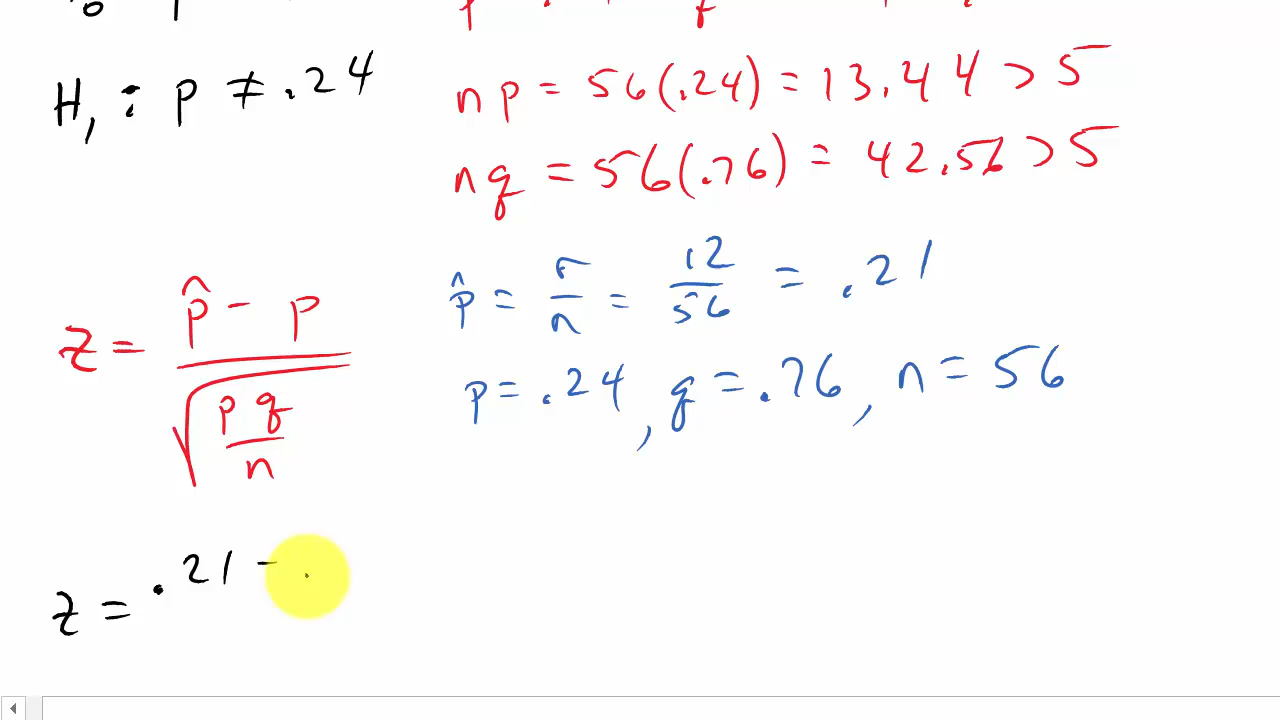 H₁ : p ≠ .24
np = 56(.24) = 13.44 > 5
nq = 56(.76) = 42.56 > 5
p̂ = r/n = 12/56 = .21
p = .24, q = .76, n = 56
z = (p̂ - p)/√(pq/n)
z = .21 - .